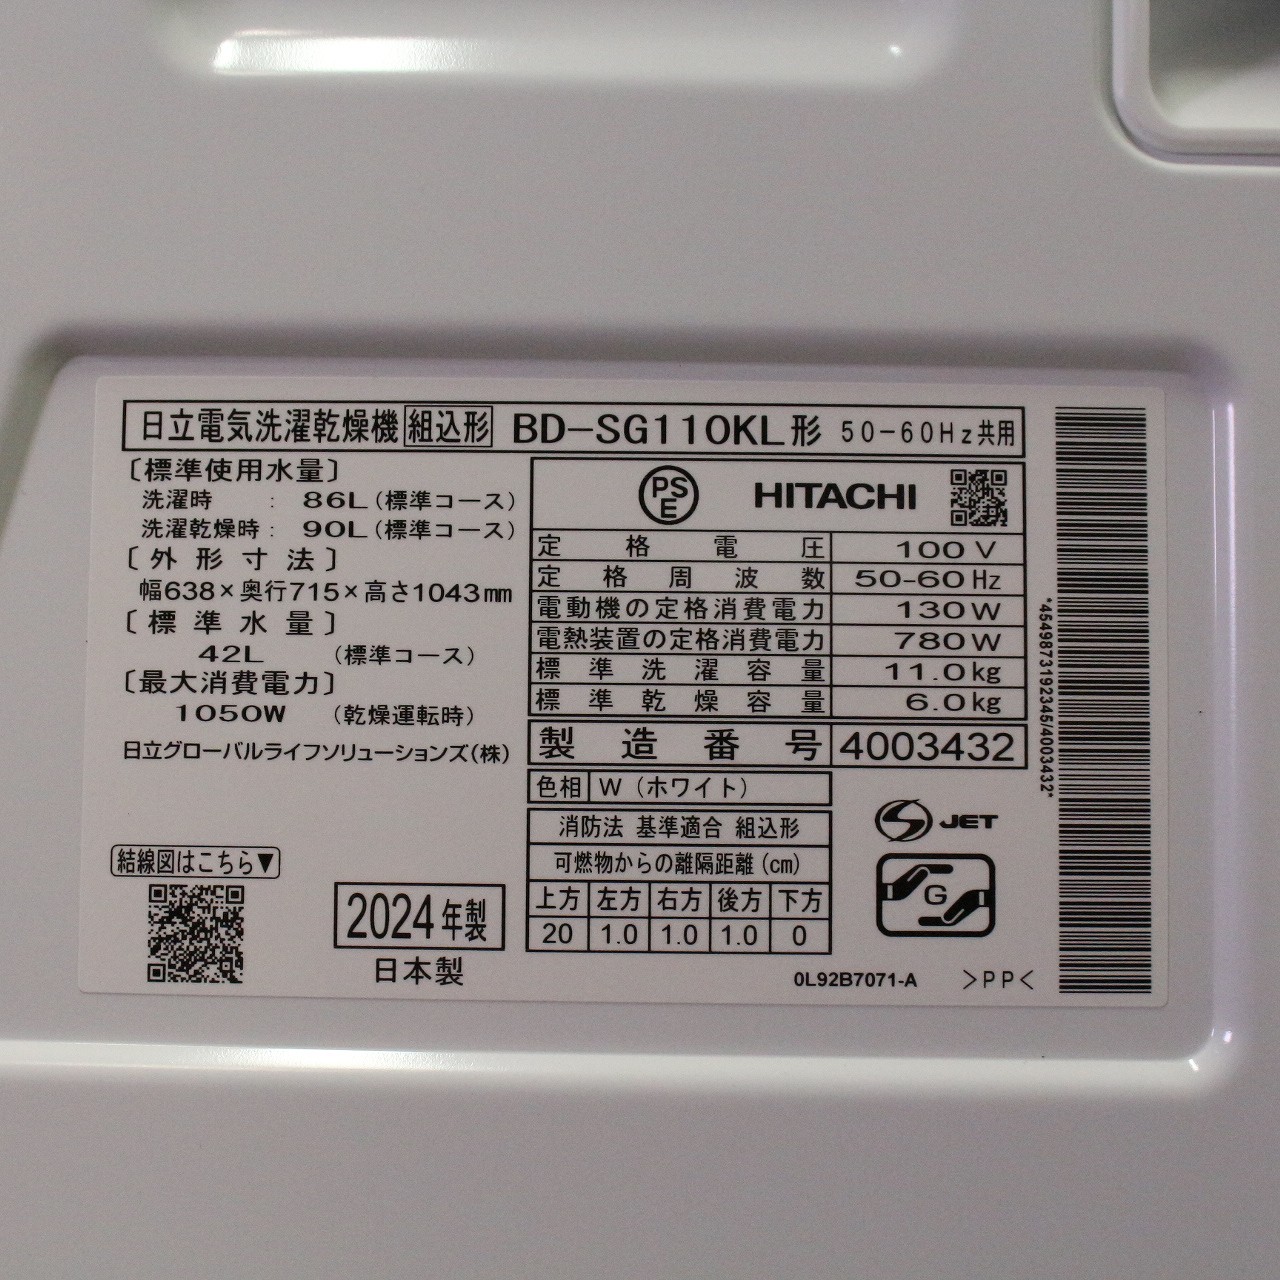 日立電気洗濯乾燥機 組込形 BD-SG110KL形 50-60Hz共用
〔標準使用水量〕
洗濯時 : 86L(標準コース)
洗濯乾燥時: 90L(標準コース)
〔外形寸法〕
幅638×奥行715×高さ1043mm
〔標準水量〕
42L (標準コース)
〔最大消費電力〕
1050W (乾燥運転時)
日立グローバルライフソリューションズ(株)
結線図はこちら▼
2024年製
日本製
PS
E
HITACHI
定格電圧 100V
定格周波数 50-60Hz
電動機の定格消費電力 130W
電熱装置の定格消費電力 780W
標準洗濯容量 11.0kg
標準乾燥容量 6.0kg
製造番号 4003432
色相 W(ホワイト)
消防法 基準適合 組込形
可燃物からの離隔距離(cm)
上方 左方 右方 後方 下方
20 1.0 1.0 1.0 0
JET
G
0L92B7071-A >PP<
*4549873192345/4003432*